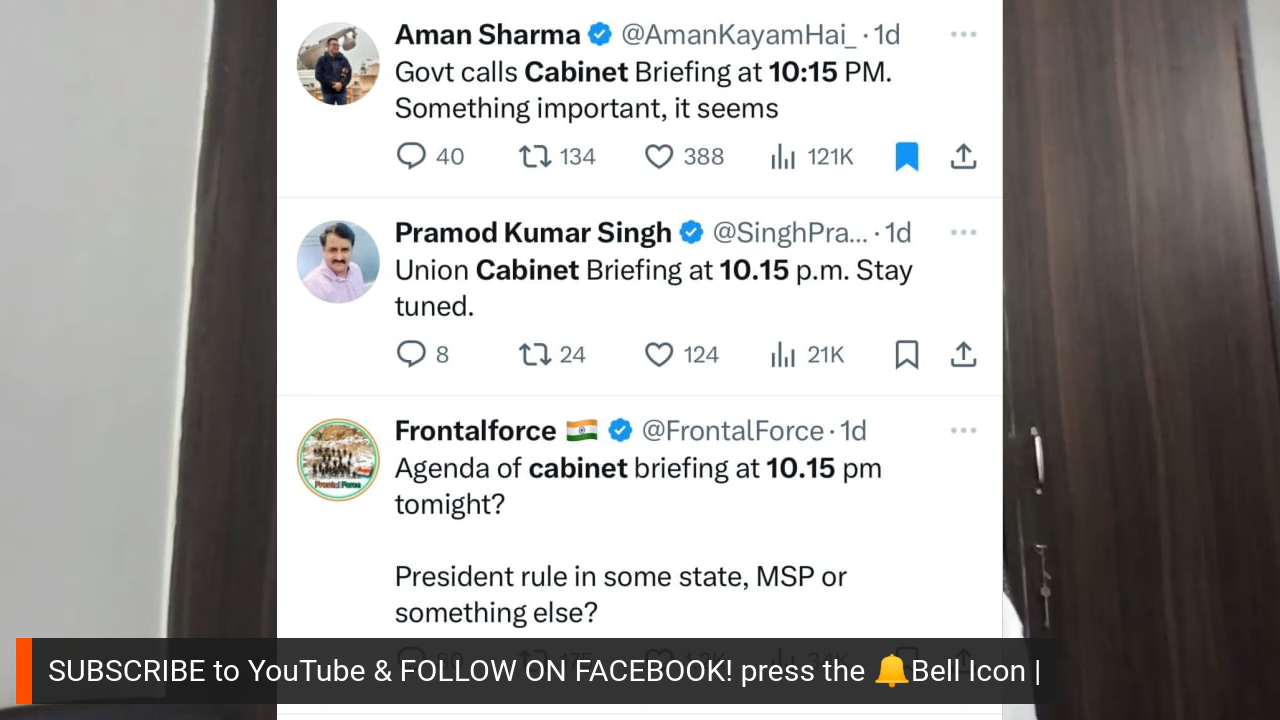 Aman Sharma @AmanKayamHai_ · 1d
Govt calls Cabinet Briefing at 10:15 PM.
Something important, it seems
40 134 388 121K
Pramod Kumar Singh @SinghPra... · 1d
Union Cabinet Briefing at 10.15 p.m. Stay
tuned.
8 24 124 21K
Frontalforce 🇮🇳 @FrontalForce · 1d
Agenda of cabinet briefing at 10.15 pm
tomight?
President rule in some state, MSP or
something else?
SUBSCRIBE to YouTube & FOLLOW ON FACEBOOK! press the 🔔Bell Icon |